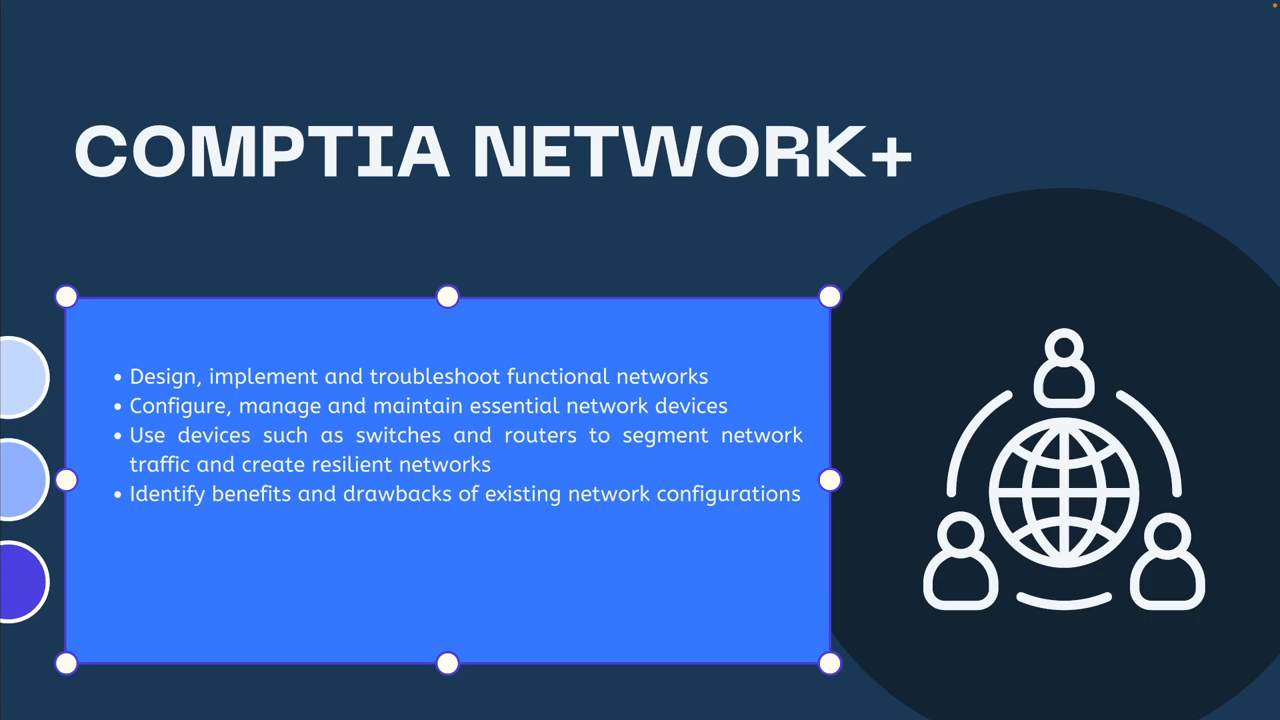 COMPTIA NETWORK+
• Design, implement and troubleshoot functional networks
• Configure, manage and maintain essential network devices
• Use devices such as switches and routers to segment network
traffic and create resilient networks
• Identify benefits and drawbacks of existing network configurations